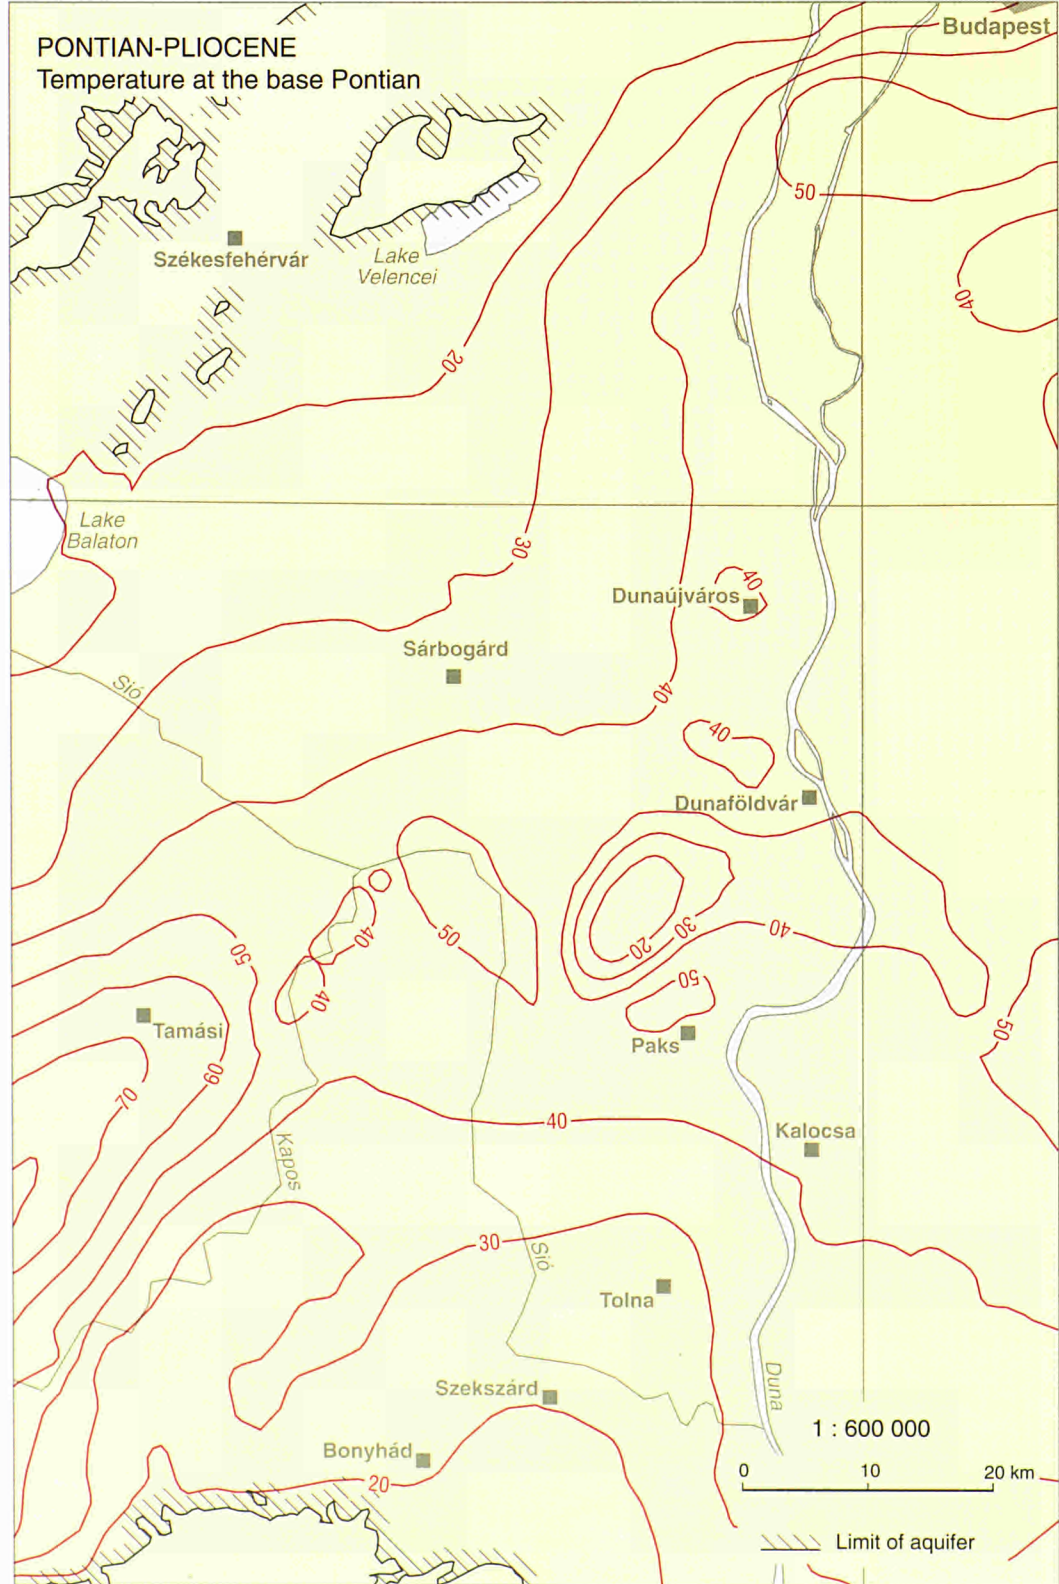 PONTIAN-PLIOCENE
Temperature at the base Pontian
Budapest
50
Székesfehérvár
Lake
Velencei
40
20
Lake
Balaton
30
Dunaújváros
40
Sárbogárd
Sió
40
40
Dunaföldvár
50
40
50
20
30
40
50
40
50
Tamási
Paks
60
70
40
Kalocsa
Kapos
30
Sió
Tolna
Duna
Szekszárd
Bonyhád
20
1 : 600 000
0 10 20 km
Limit of aquifer